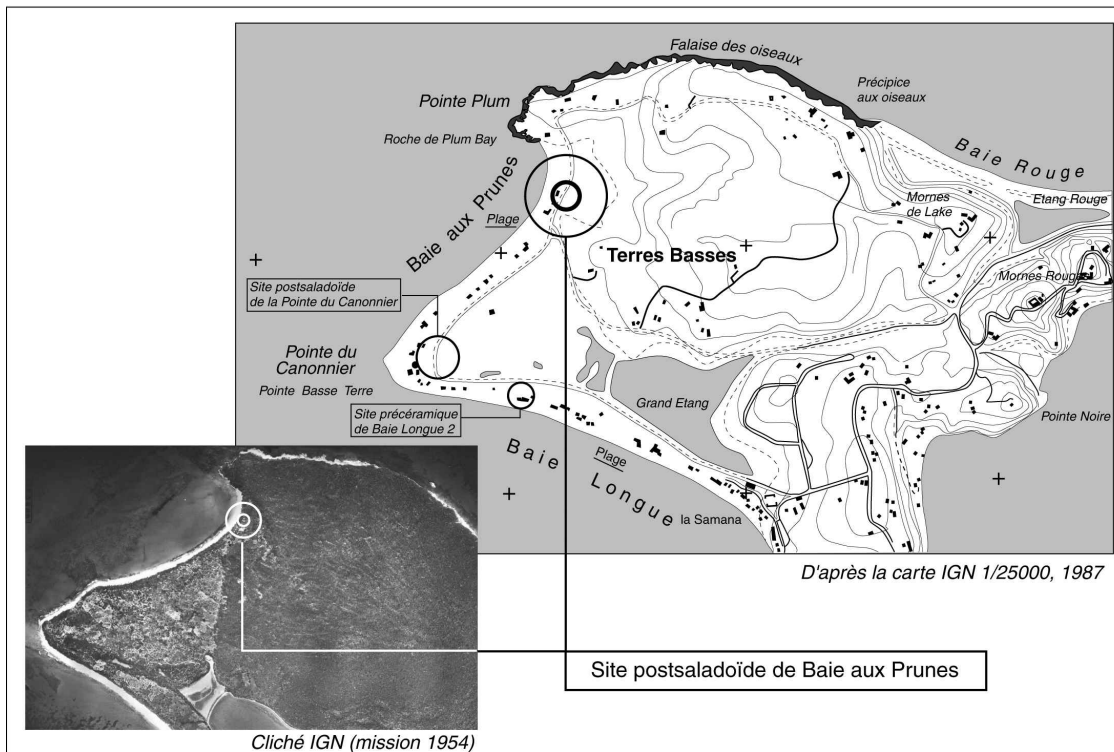 Falaise des oiseaux
Précipice
aux oiseaux
Pointe Plum
Roche de Plum Bay
Baie Rouge
Etang Rouge
Baie aux Prunes
Plage
Mornes
de Lake
Terres Basses
Mornes Rouges
Site postsaladoïde
de la Pointe du Canonnier
Pointe du
Canonnier
Pointe Basse Terre
Site précéramique
de Baie Longue 2
Grand Etang
Pointe Noire
Baie Longue
Plage
la Samana
D'après la carte IGN 1/25000, 1987
Site postsaladoïde de Baie aux Prunes
Cliché IGN (mission 1954)